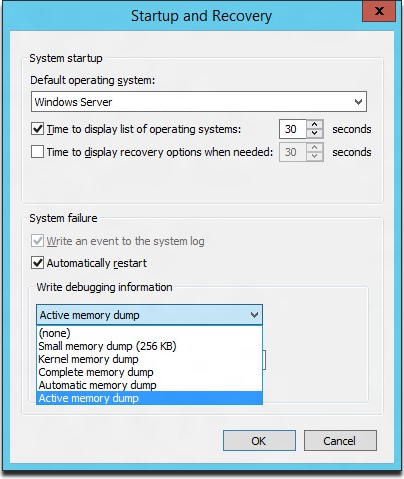 Startup and Recovery
x
System startup
Default operating system:
Windows Server
Time to display list of operating systems: 30 seconds
Time to display recovery options when needed: 30 seconds
System failure
Write an event to the system log
Automatically restart
Write debugging information
Active memory dump
(none)
Small memory dump (256 KB)
Kernel memory dump
Complete memory dump
Automatic memory dump
Active memory dump
OK Cancel